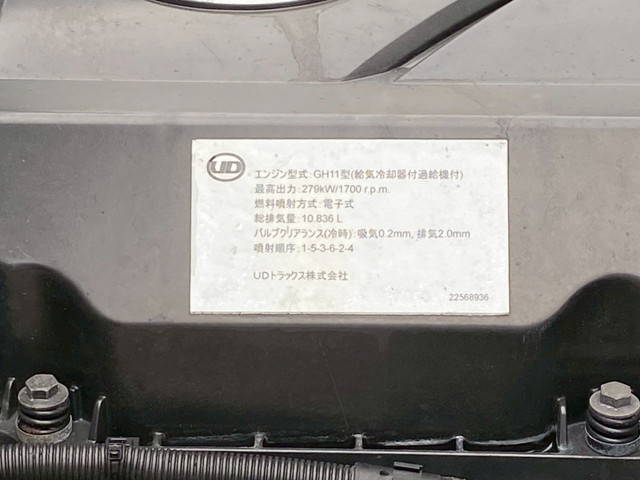 UD
エンジン型式:GH11型(給気冷却器付過給機付)
最高出力:279kW/1700 r.p.m.
燃料噴射方式:電子式
総排気量:10.836 L
バルブクリアランス(冷時):吸気0.2mm, 排気2.0mm
噴射順序:1-5-3-6-2-4
UDトラックス株式会社
22568936